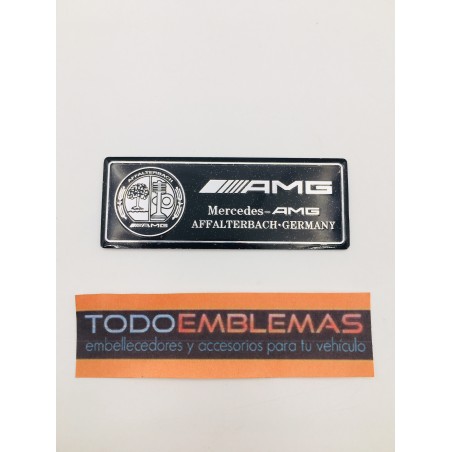 AFFALTERBACH
AMG
AMG
Mercedes-AMG
AFFALTERBACH•GERMANY
TODOEMBLEMAS
embellecedores y accesorios para tu vehículo